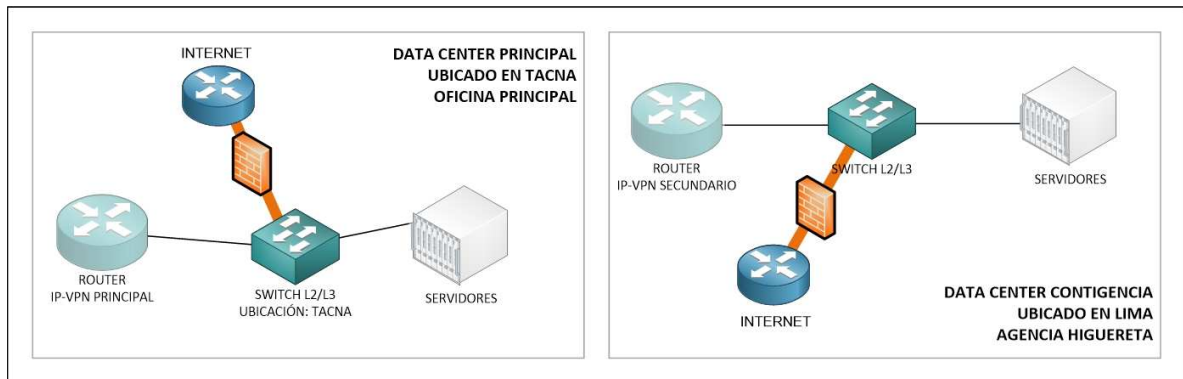 INTERNET
DATA CENTER PRINCIPAL
UBICADO EN TACNA
OFICINA PRINCIPAL
ROUTER
IP-VPN PRINCIPAL
SWITCH L2/L3
UBICACIÓN: TACNA
SERVIDORES
ROUTER
IP-VPN SECUNDARIO
SWITCH L2/L3
SERVIDORES
INTERNET
DATA CENTER CONTIGENCIA
UBICADO EN LIMA
AGENCIA HIGUERETA